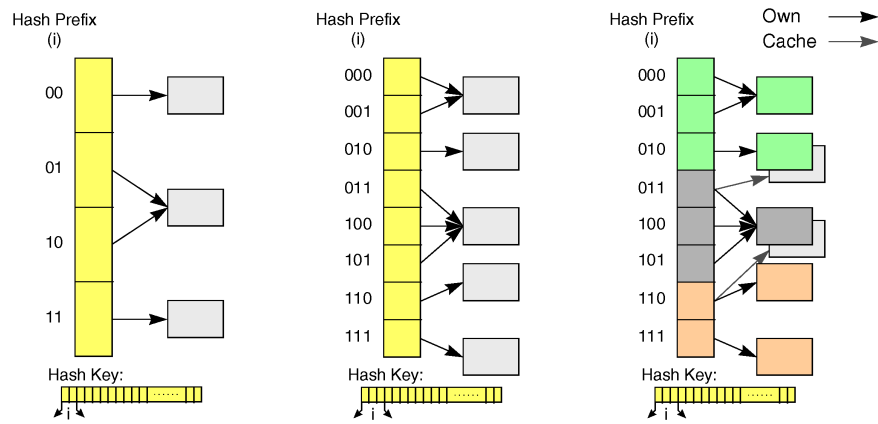 Hash Prefix
(i)
00
01
10
11
Hash Key:
......
i
Hash Prefix
(i)
000
001
010
011
100
101
110
111
Hash Key:
......
i
Hash Prefix
(i)
Own
Cache
000
001
010
011
100
101
110
111
Hash Key:
......
i